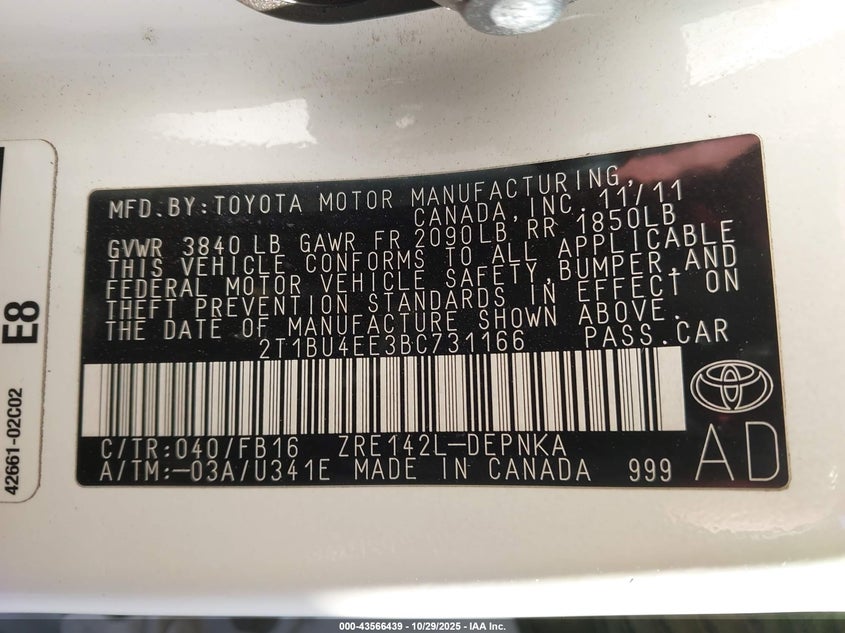 MFD.BY:TOYOTA MOTOR MANUFACTURING,
CANADA, INC. 11/11
GVWR 3840 LB GAWR FR 2090LB, RR 1850LB
THIS VEHICLE CONFORMS TO ALL APPLICABLE
FEDERAL MOTOR VEHICLE SAFETY, BUMPER, AND
THEFT PREVENTION STANDARDS IN EFFECT ON
THE DATE OF MANUFACTURE SHOWN ABOVE.
2T1BU4EE3BC731166 PASS.CAR
C/TR:040/FB16 ZRE142L-DEPNKA
A/TM:-03A/U341E MADE IN CANADA 999
AD
E8
42661-02C02
000-43566439 • 10/29/2025 - IAA Inc.